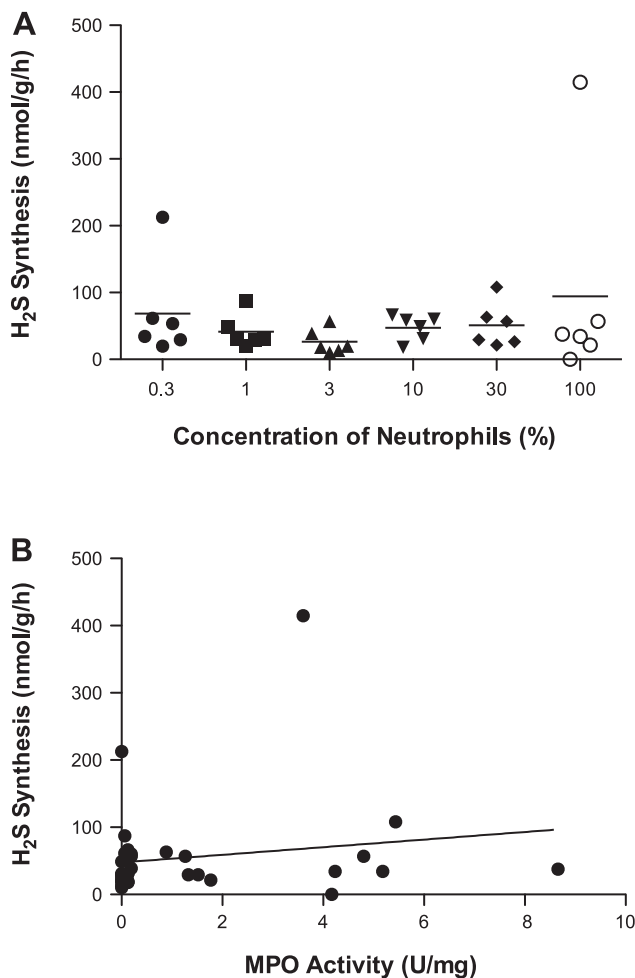 A
500
400
300
200
100
0
H₂S Synthesis (nmol/g/h)
0.3 1 3 10 30 100
Concentration of Neutrophils (%)
B
500
400
300
200
100
0
H₂S Synthesis (nmol/g/h)
0 2 4 6 8 10
MPO Activity (U/mg)